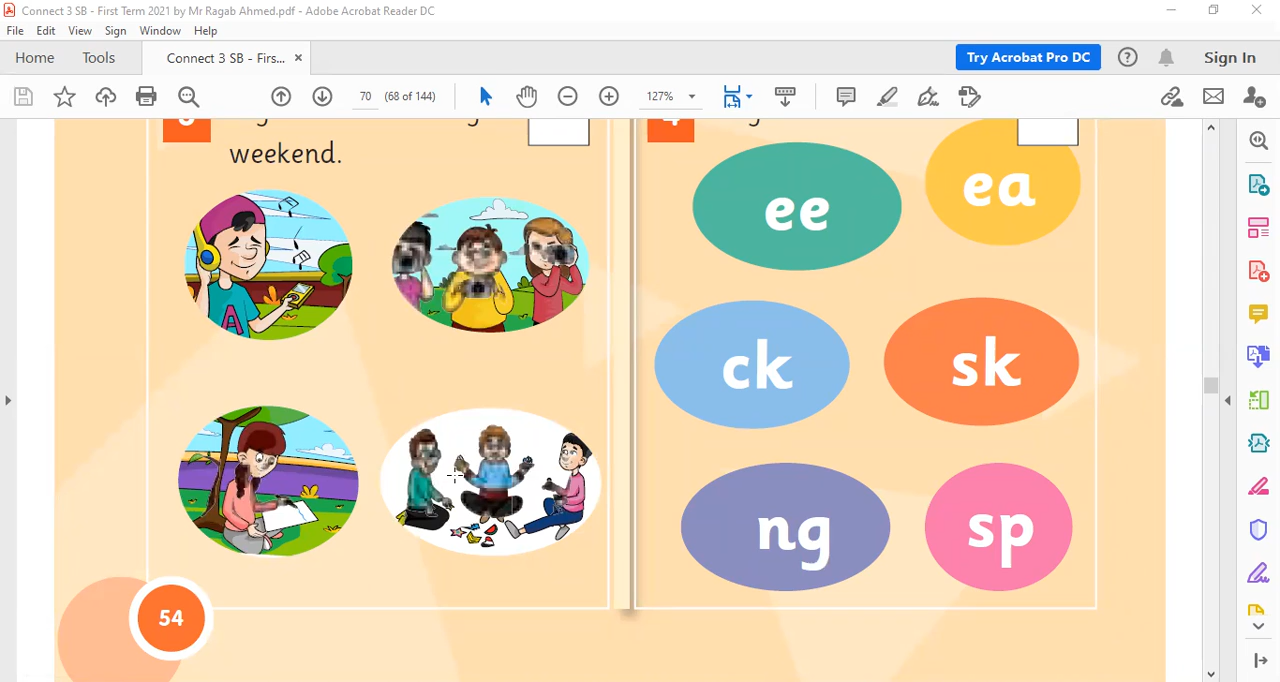 Connect 3 SB - First Term 2021 by Mr Ragab Ahmed.pdf - Adobe Acrobat Reader DC
File Edit View Sign Window Help
Home Tools Connect 3 SB - Firs... × Try Acrobat Pro DC Sign In
70 (68 of 144) 127%
weekend.
ee
ea
ck
sk
ng
sp
A
54